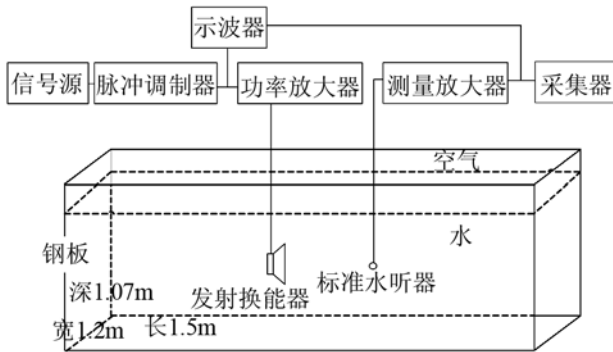 示波器
信号源
脉冲调制器
功率放大器
测量放大器
采集器
空气
水
钢板
发射换能器
标准水听器
深1.07m
宽1.2m
长1.5m